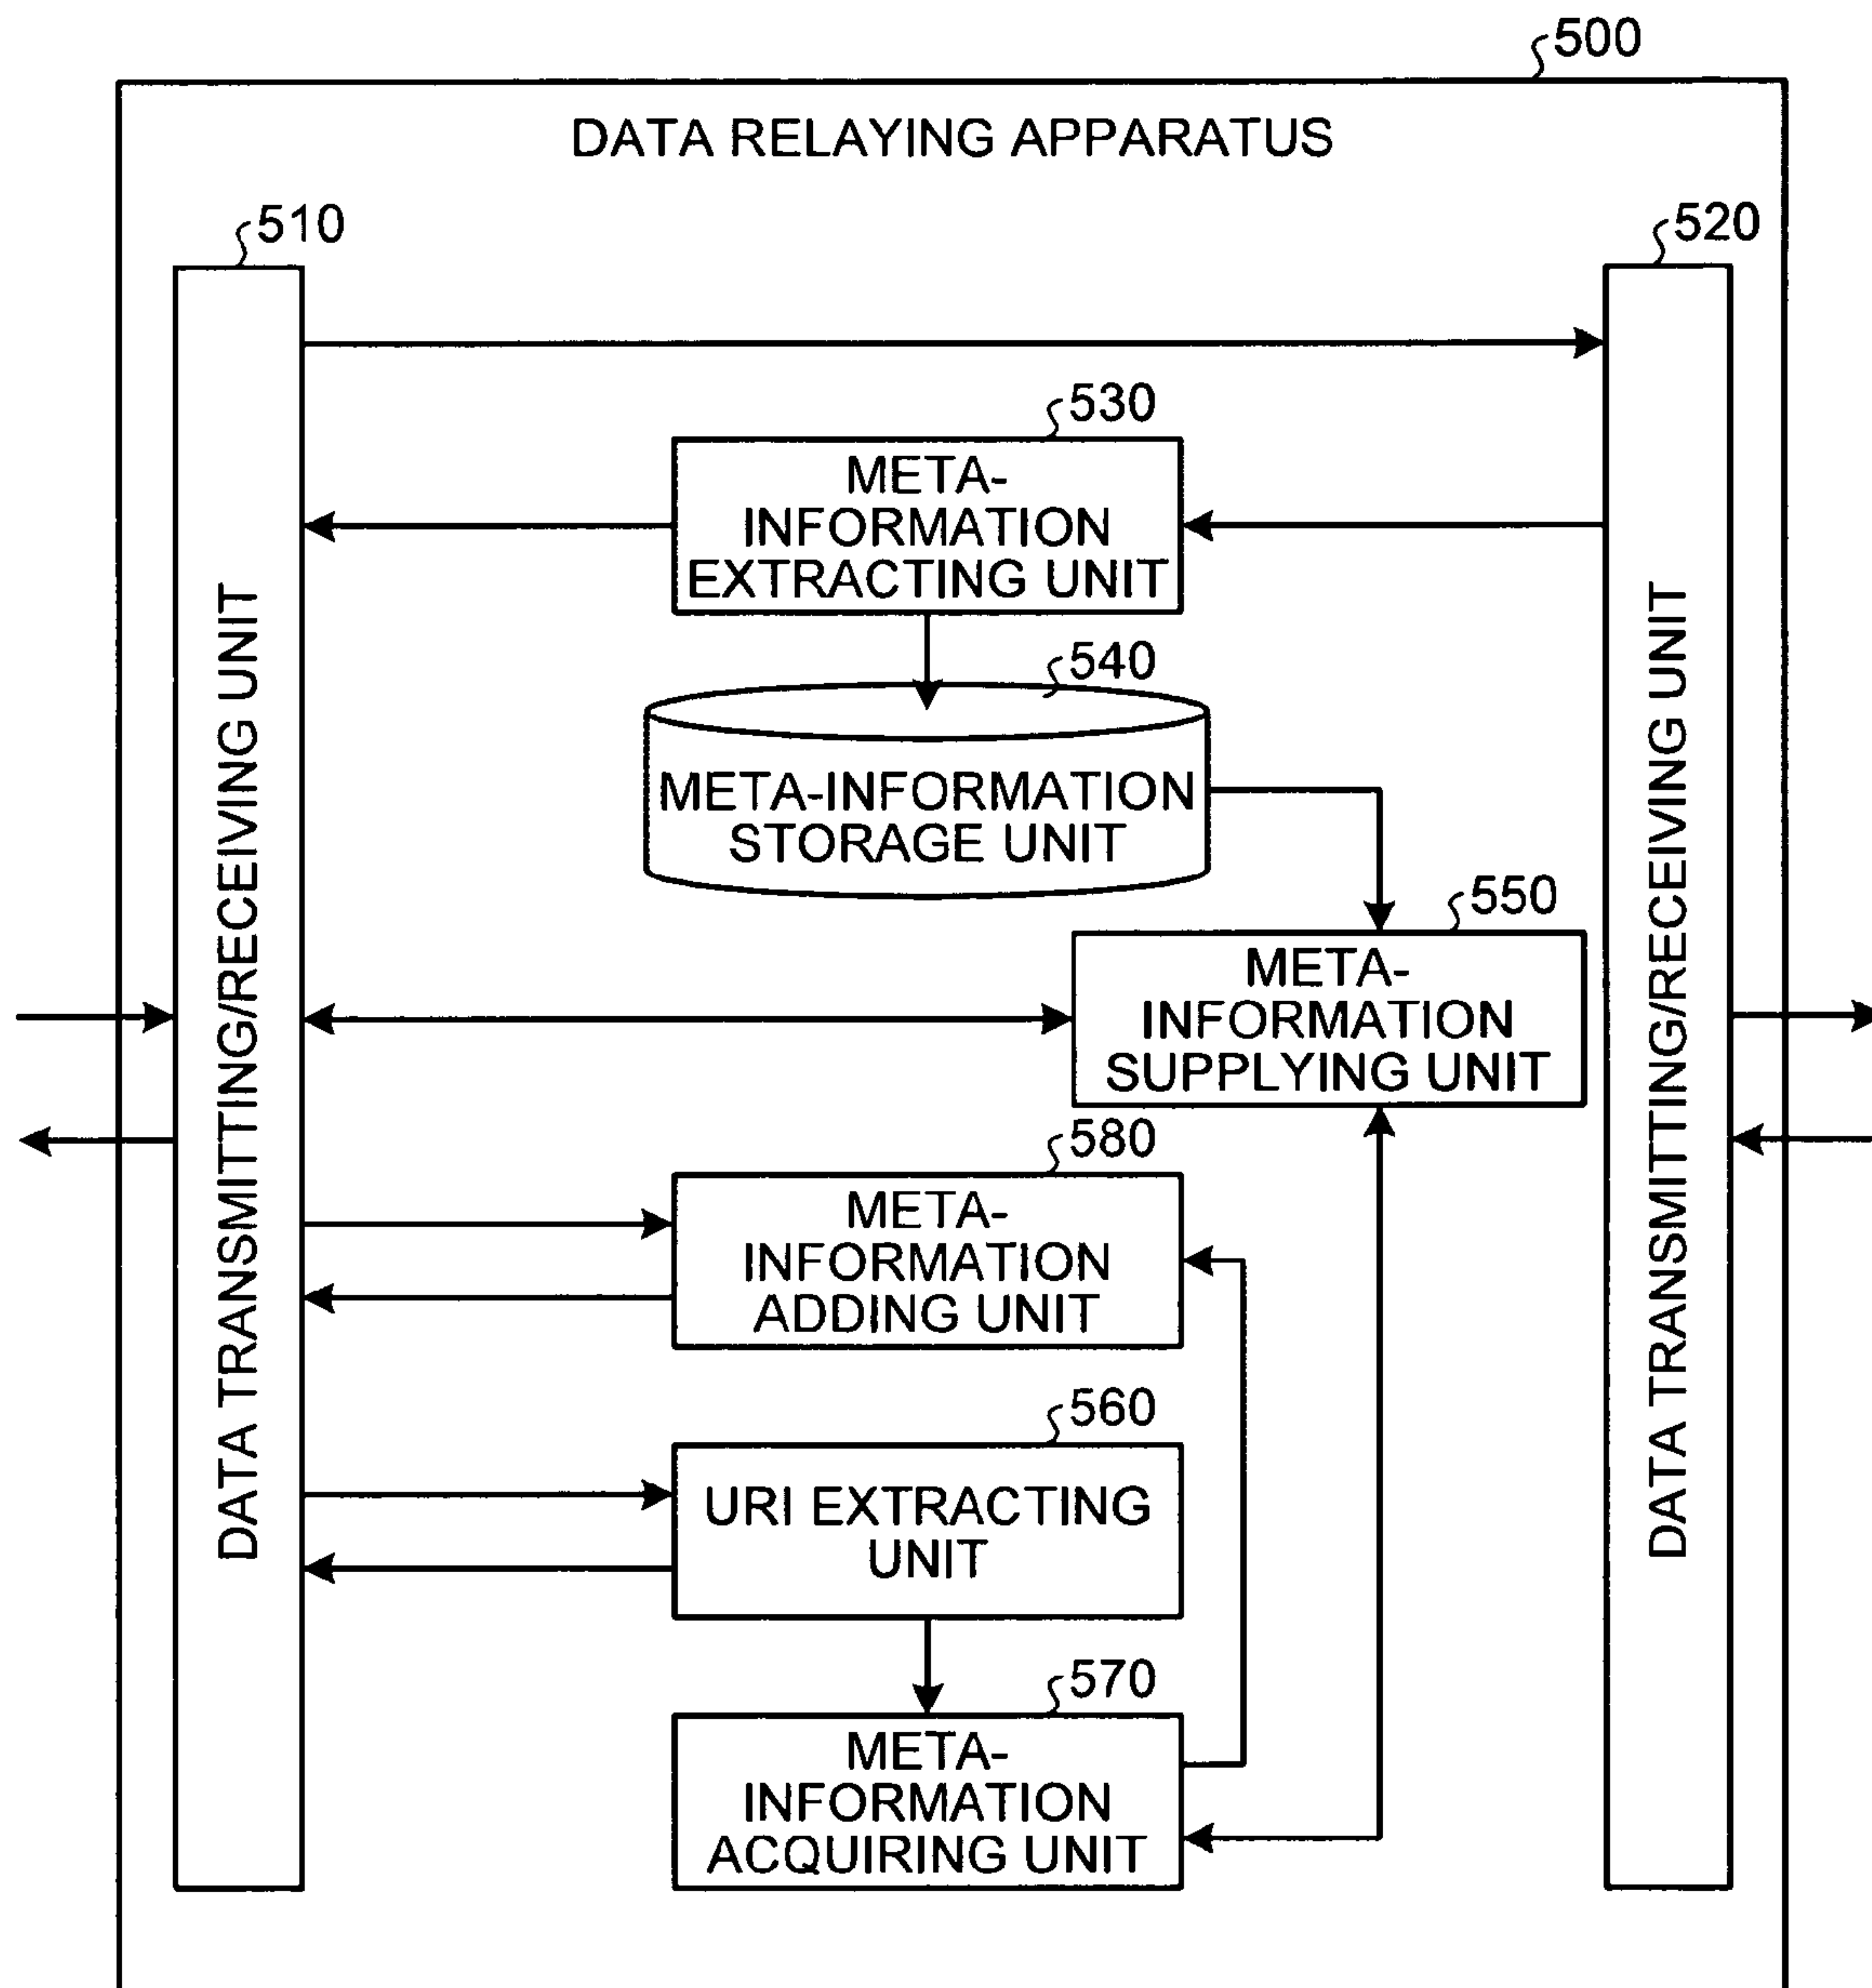 500
DATA RELAYING APPARATUS
510
520
DATA TRANSMITTING/RECEIVING UNIT
530
META-
INFORMATION
EXTRACTING UNIT
540
META-INFORMATION
STORAGE UNIT
550
META-
INFORMATION
SUPPLYING UNIT
580
META-
INFORMATION
ADDING UNIT
560
URI EXTRACTING
UNIT
570
META-
INFORMATION
ACQUIRING UNIT
DATA TRANSMITTING/RECEIVING UNIT